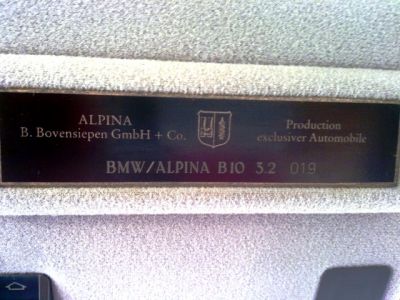 ALPINA
B. Bovensiepen GmbH + Co.
Production
exclusiver Automobile
BMW/ALPINA B10 3.2 019